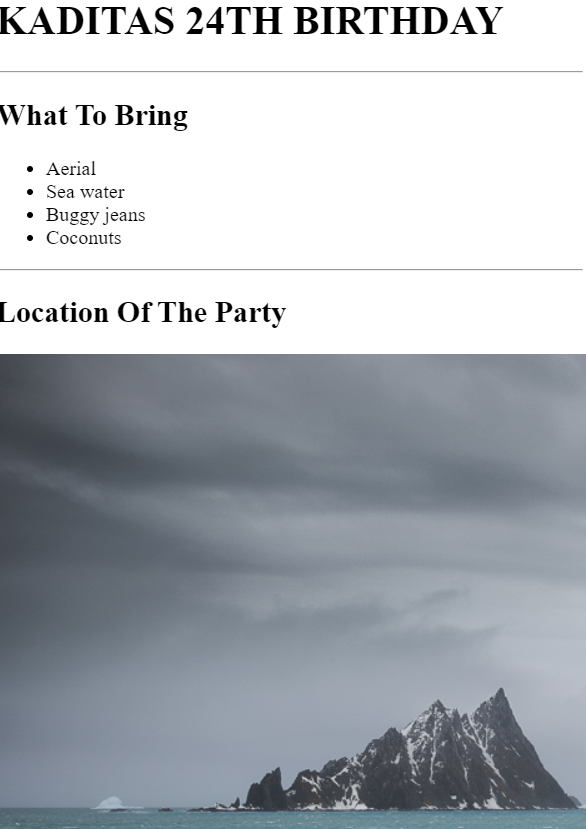 KADITAS 24TH BIRTHDAY
What To Bring
Aerial
Sea water
Buggy jeans
Coconuts
Location Of The Party